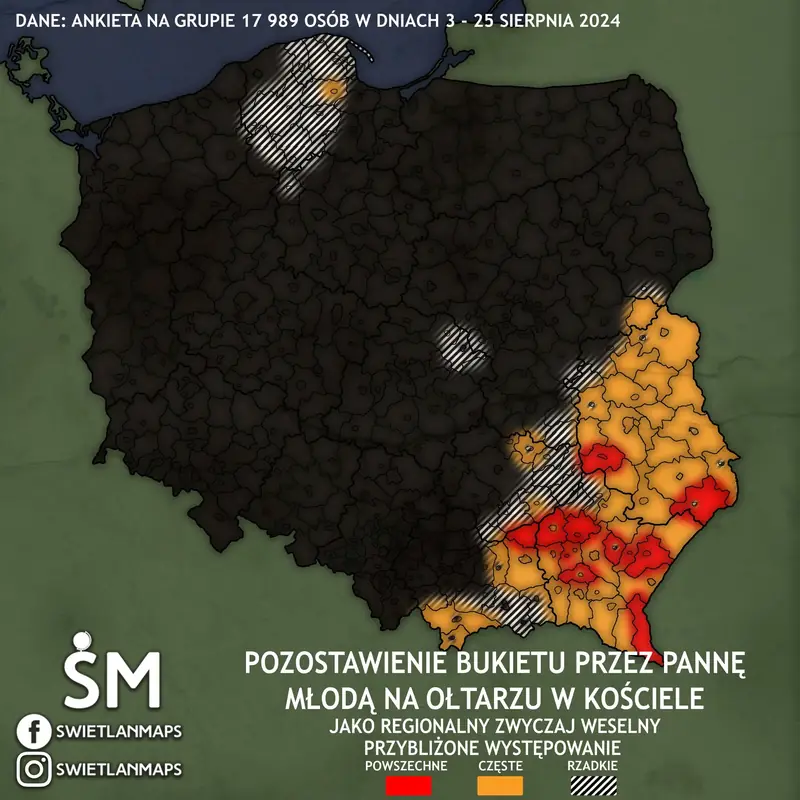 DANE: ANKIETA NA GRUPIE 17 989 OSÓB W DNIACH 3 - 25 SIERPNIA 2024
ŚM
SWIETLANMAPS
SWIETLANMAPS
POZOSTAWIENIE BUKIETU PRZEZ PANNĘ
MŁODĄ NA OŁTARZU W KOŚCIELE
JAKO REGIONALNY ZWYCZAJ WESELNY
PRZYBLIŻONE WYSTĘPOWANIE
POWSZECHNE CZĘSTE RZADKIE